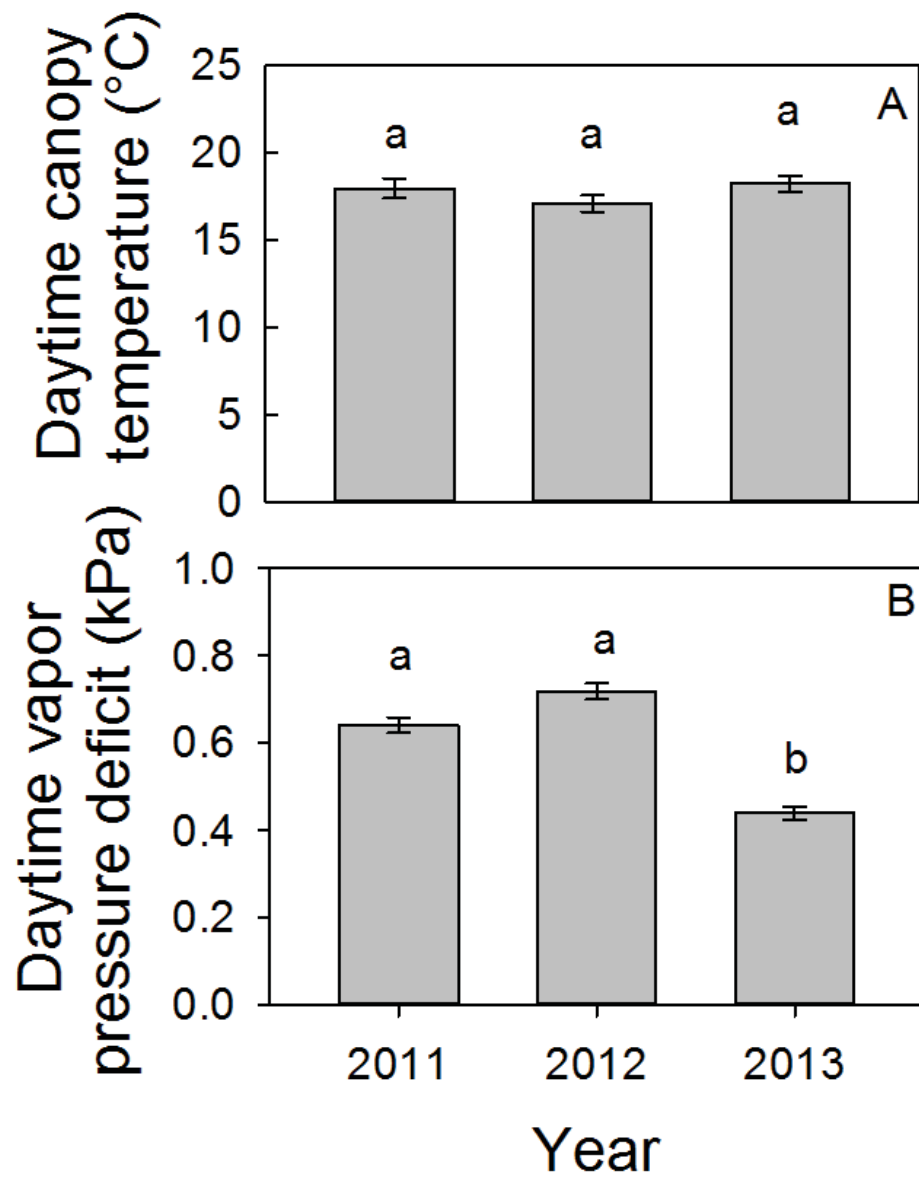 Daytime canopy
temperature (°C)
25
20
15
10
5
0
a
a
a
A
Daytime vapor
pressure deficit (kPa)
1.0
0.8
0.6
0.4
0.2
0.0
a
a
b
B
2011
2012
2013
Year